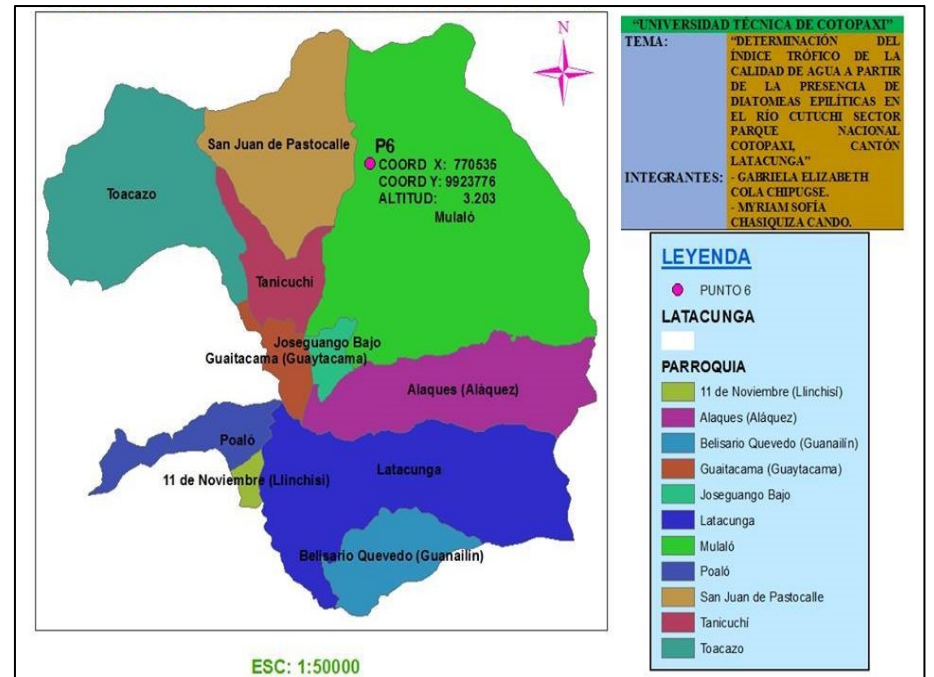 “UNIVERSIDAD TÉCNICA DE COTOPAXI”
TEMA:
“DETERMINACIÓN DEL
ÍNDICE TRÓFICO DE LA
CALIDAD DE AGUA A PARTIR
DE LA PRESENCIA DE
DIATOMEAS EPILÍTICAS EN
EL RÍO CUTUCHI SECTOR
PARQUE NACIONAL
COTOPAXI, CANTÓN
LATACUNGA”
INTEGRANTES:
- GABRIELA ELIZABETH
COLA CHIPUGSE.
- MYRIAM SOFÍA
CHASIQUIZA CANDO.
N
San Juan de Pastocalle
P6
COORD X: 770535
COORD Y: 9923776
ALTITUD: 3.203
Mulaló
Toacazo
Tanicuchí
Joseguango Bajo
Guaitacama (Guaytacama)
Alaques (Aláquez)
Poaló
Latacunga
11 de Noviembre (Llinchisi)
Belisario Quevedo (Guanailín)
LEYENDA
PUNTO 6
LATACUNGA
PARROQUIA
11 de Noviembre (Llinchisí)
Alaques (Aláquez)
Belisario Quevedo (Guanailín)
Guaitacama (Guaytacama)
Joseguango Bajo
Latacunga
Mulaló
Poaló
San Juan de Pastocalle
Tanicuchí
Toacazo
ESC: 1:50000